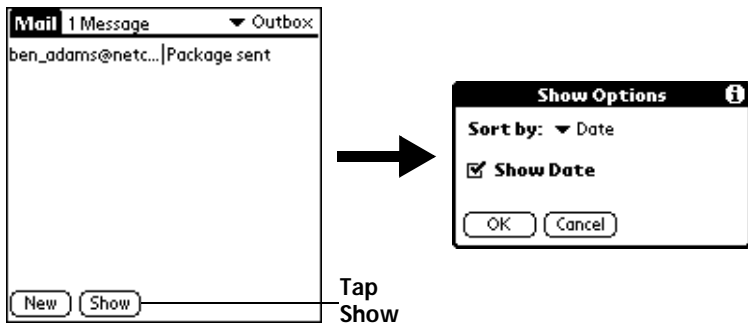 Mail 1 Message Outbox
ben_adams@netc... Package sent
New Show
Tap
Show
Show Options
Sort by: Date
Show Date
OK Cancel